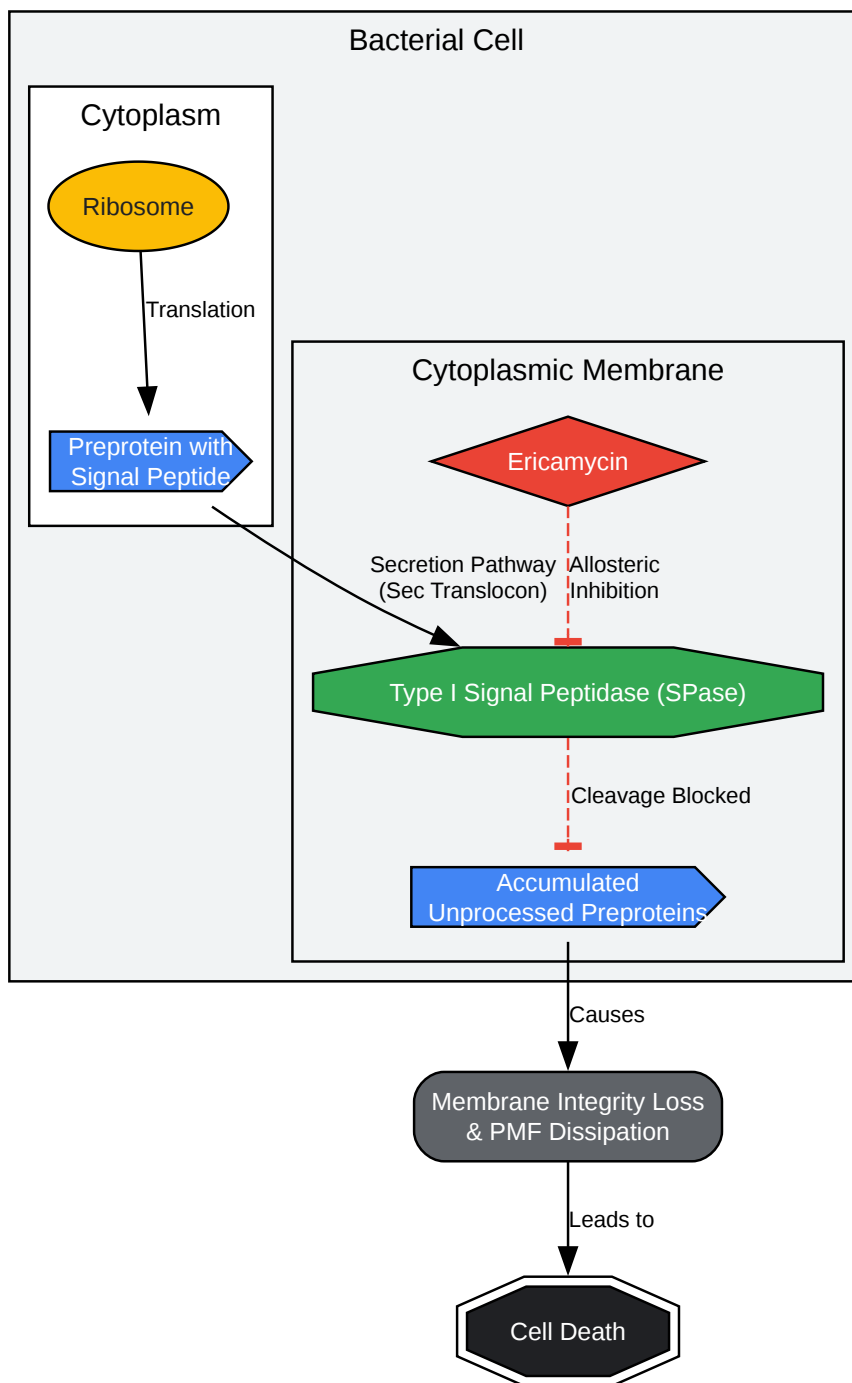 Bacterial Cell
Cytoplasm
Ribosome
Translation
Preprotein with
Signal Peptide
Cytoplasmic Membrane
Ericamycin
Secretion Pathway
(Sec Translocon)
Allosteric
Inhibition
Type I Signal Peptidase (SPase)
Cleavage Blocked
Accumulated
Unprocessed Preproteins
Causes
Membrane Integrity Loss
& PMF Dissipation
Leads to
Cell Death